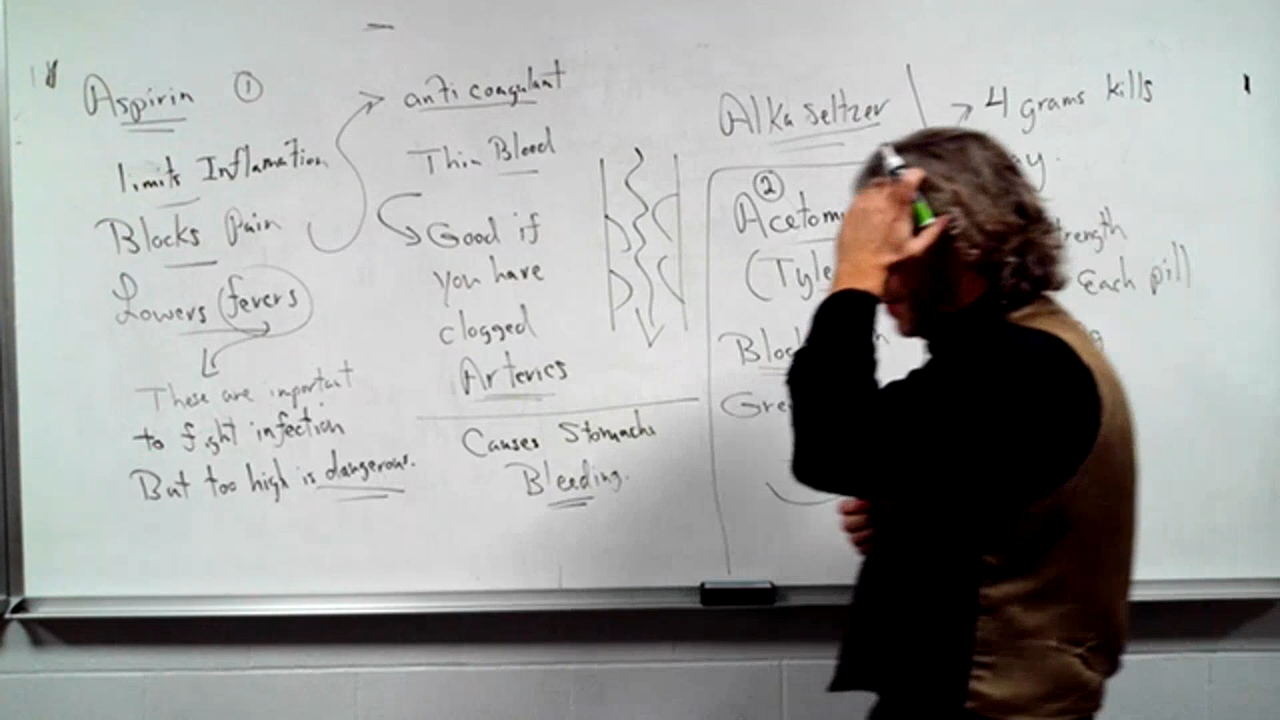 Aspirin ①
limits Inflamation
Blocks Pain
Lowers fevers
These are important
to fight infection
But too high is dangerous.
anti coagulant
Thin Blood
Good if
you have
clogged
Arteries
Causes Stomache
Bleeding.
Alka Seltzer
②
4 grams kills
Each pill